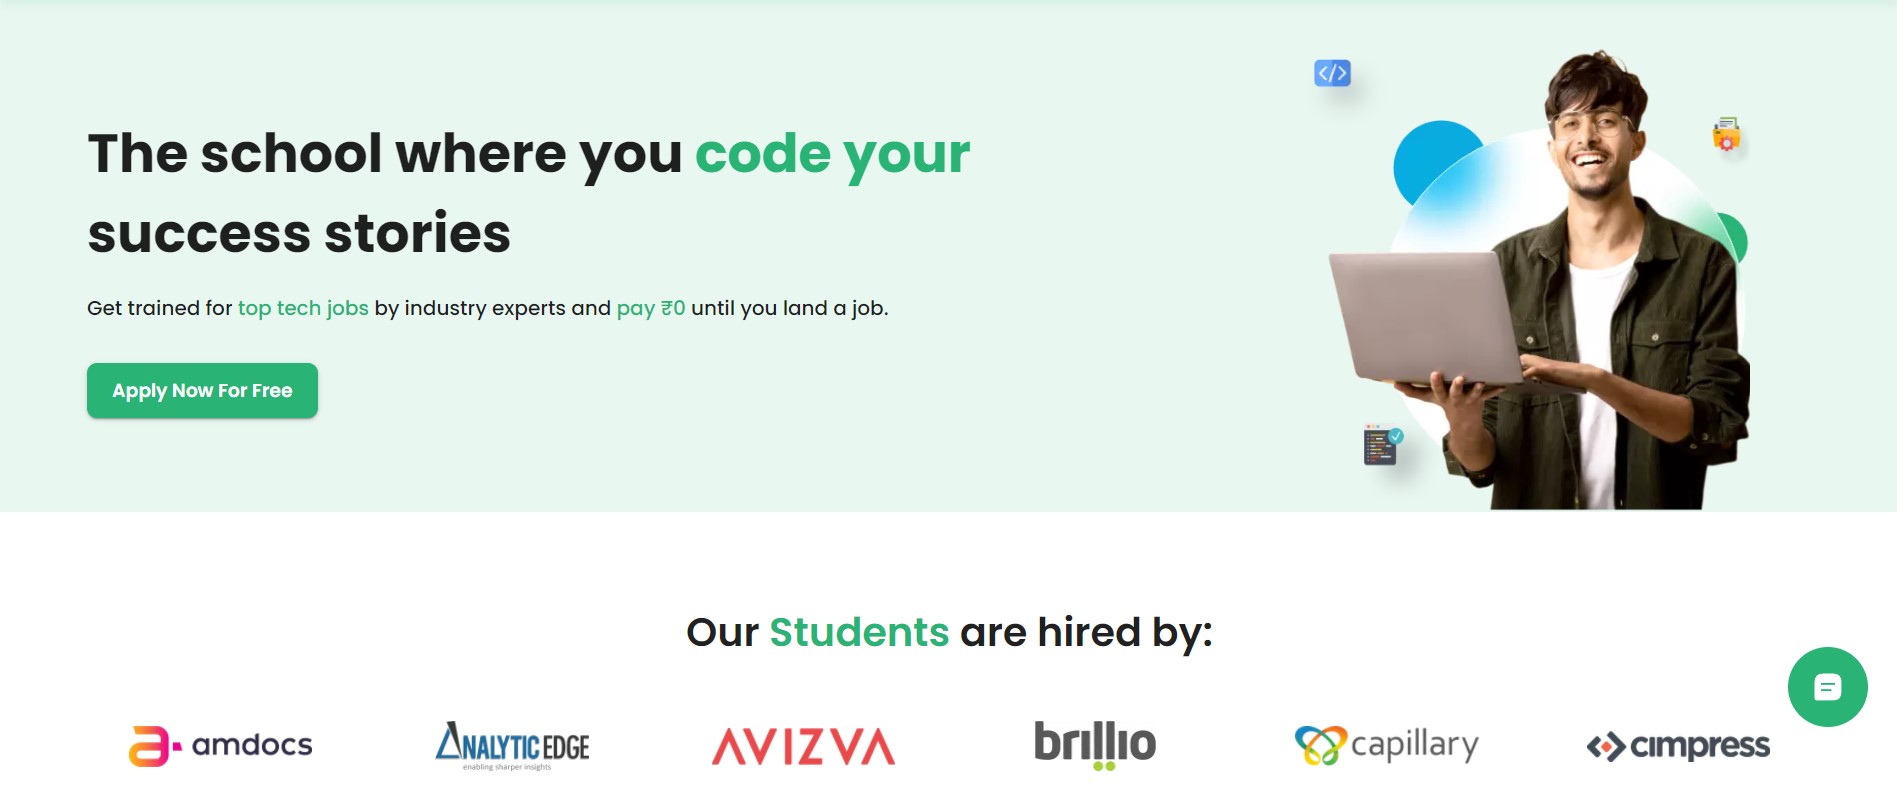 The school where you code your
success stories
Get trained for top tech jobs by industry experts and pay ₹0 until you land a job.
Apply Now For Free
Our Students are hired by:
amdocs
ANALYTIC EDGE
enabling sharper insights
AVIZVA
brillio
capillary
cimpress